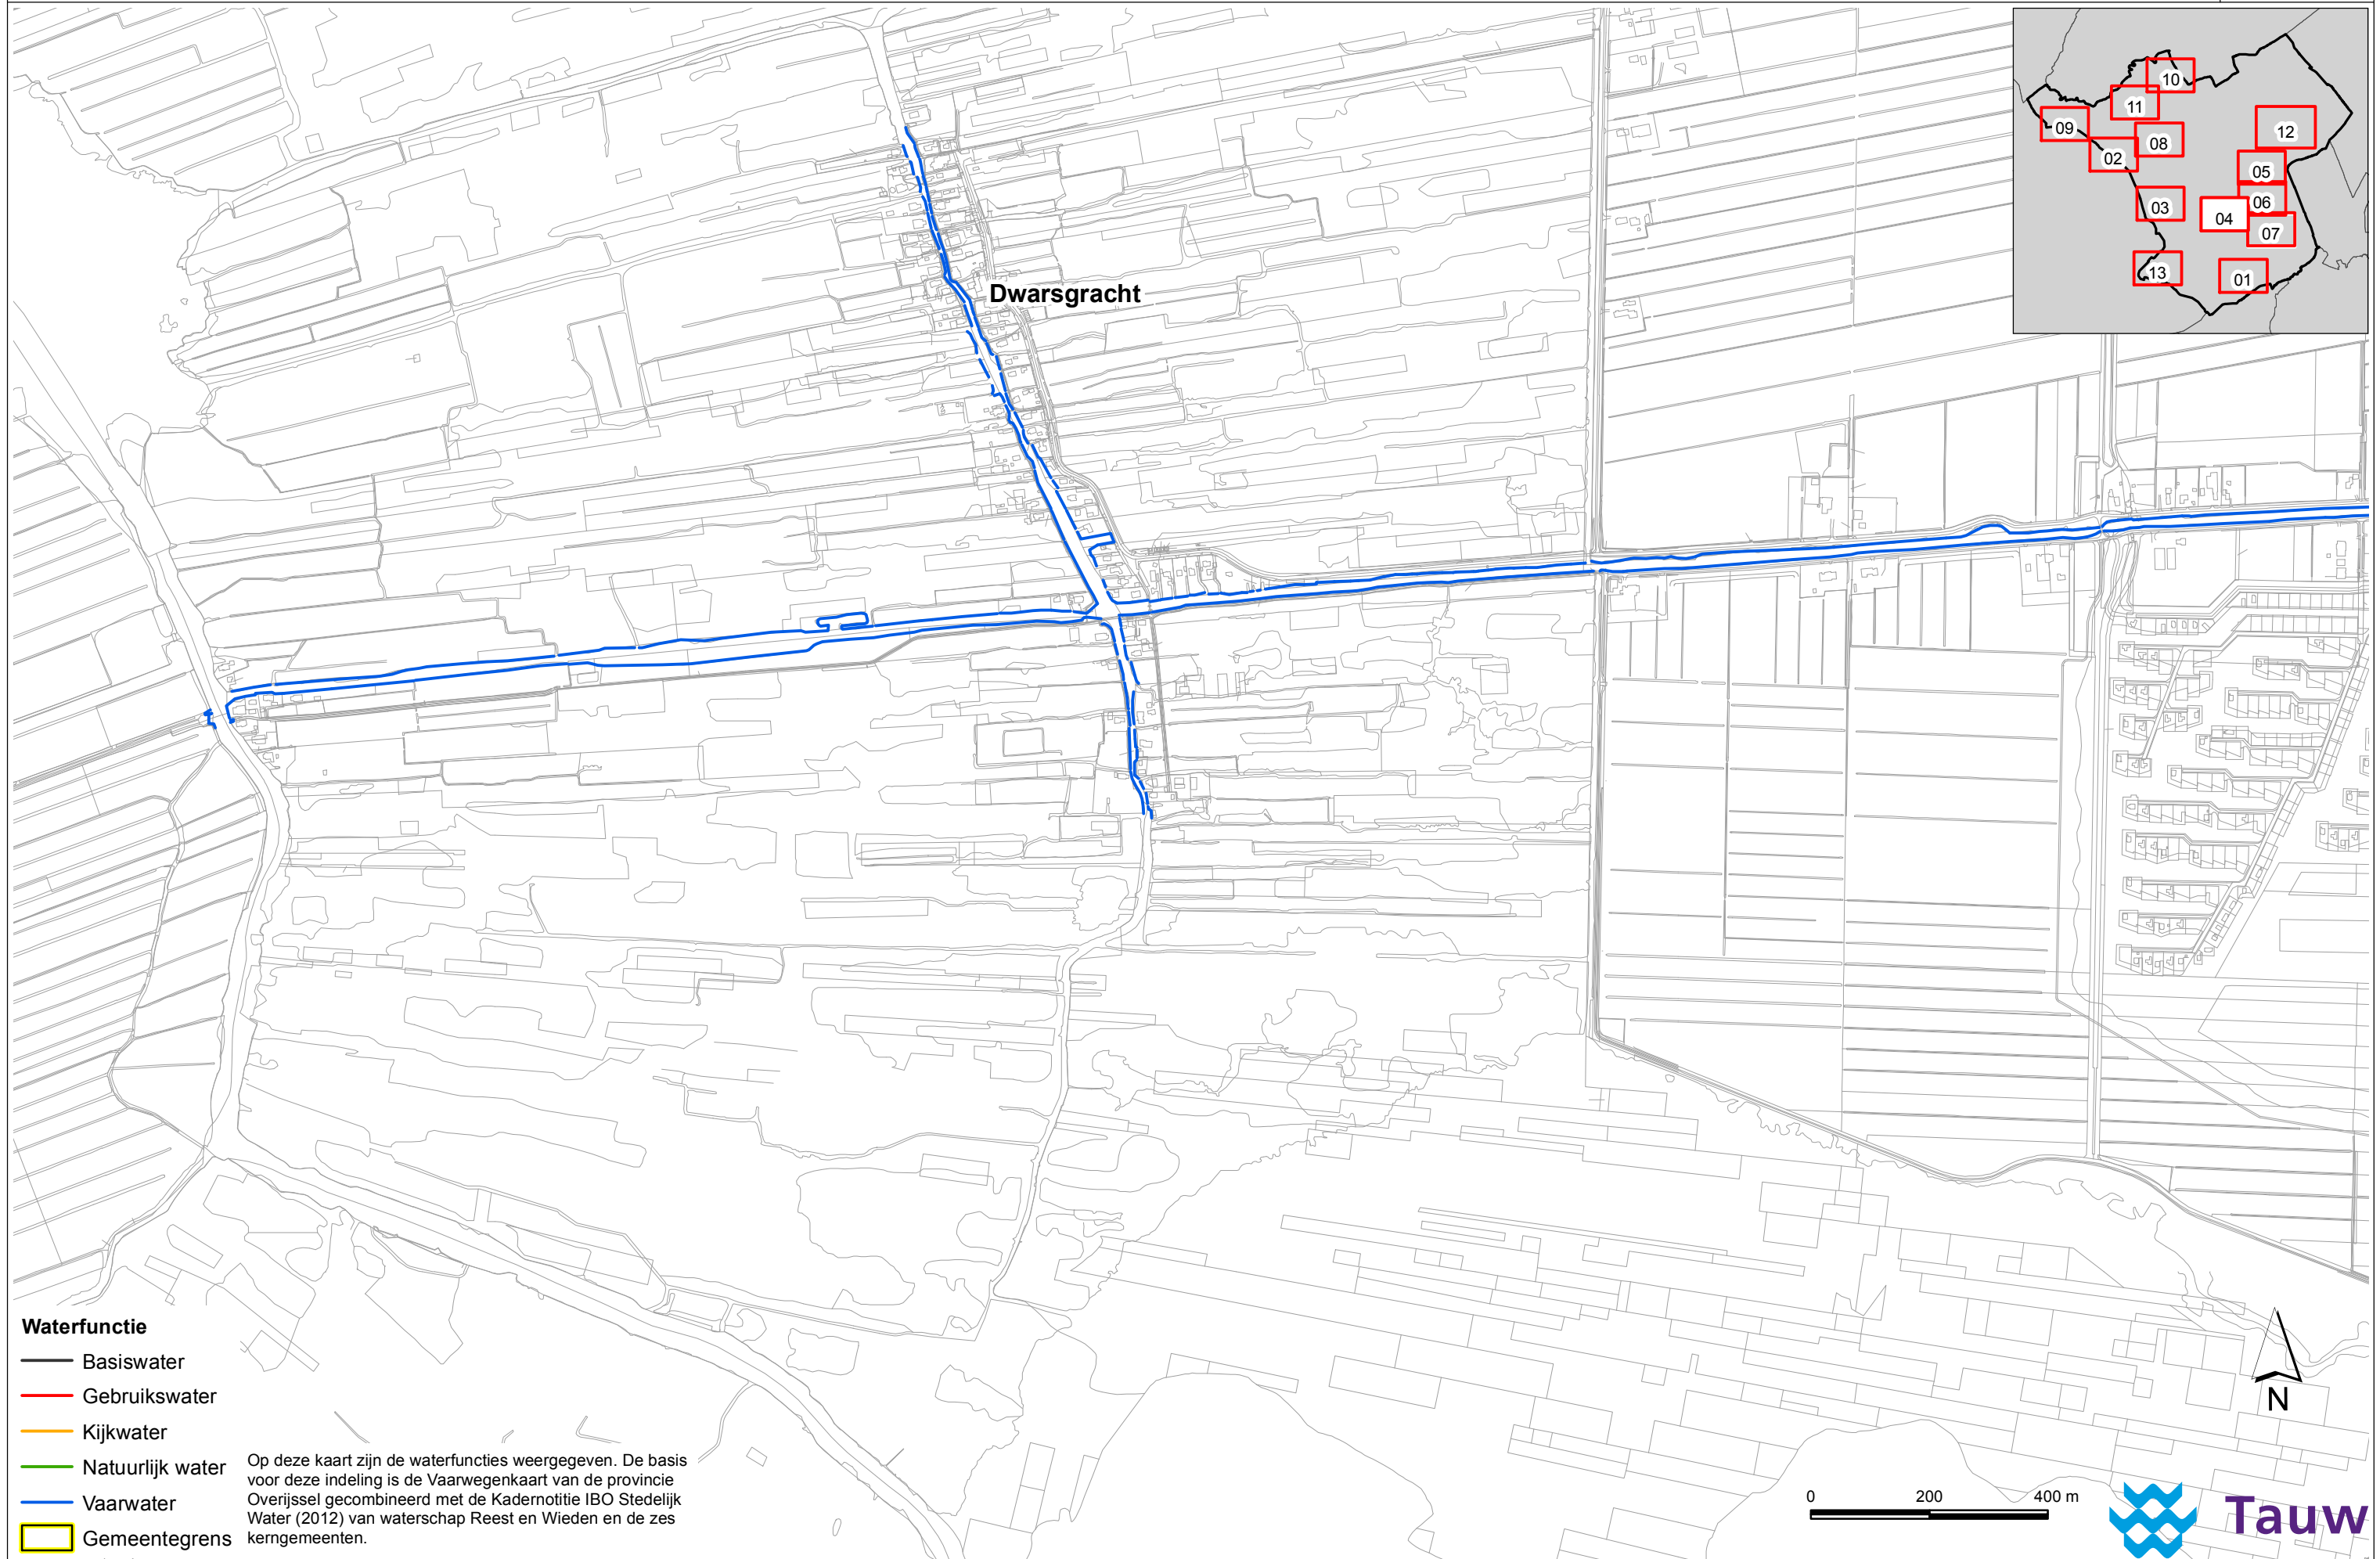 10
11
09
12
08
02
05
06
03
04
07
13
01
Dwarsgracht
Waterfunctie
Basiswater
Gebruikswater
Kijkwater
Natuurlijk water
Vaarwater
Gemeentegrens
Op deze kaart zijn de waterfuncties weergegeven. De basis
voor deze indeling is de Vaarwegenkaart van de provincie
Overijssel gecombineerd met de Kadernotitie IBO Stedelijk
Water (2012) van waterschap Reest en Wieden en de zes
kerngemeenten.
N
0 200 400 m
Tauw